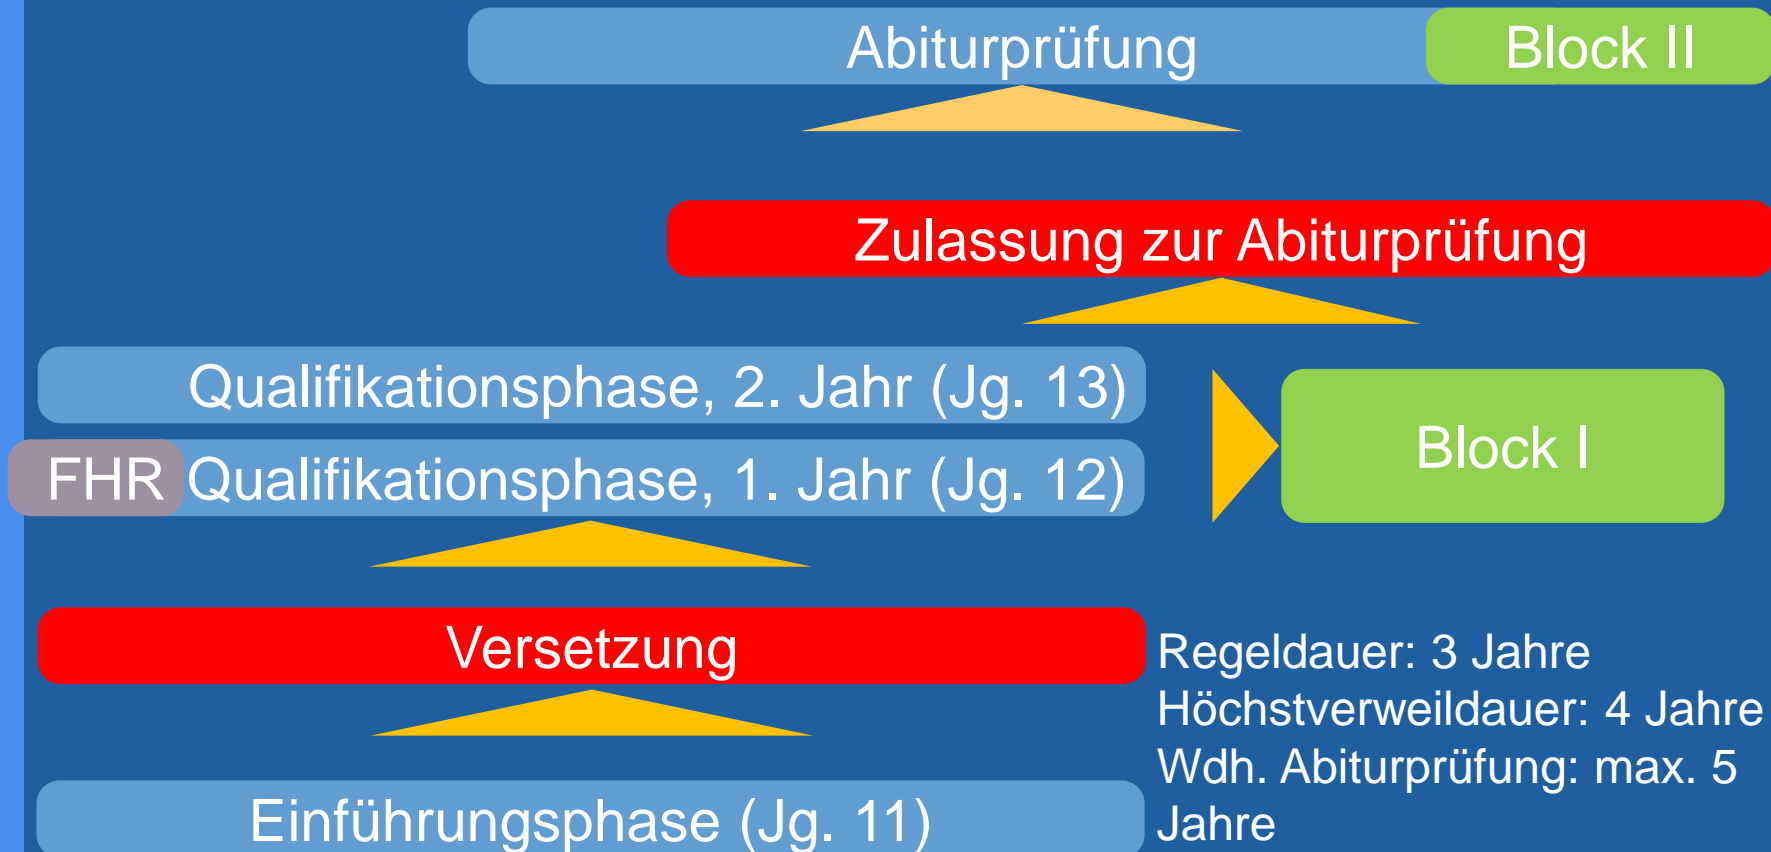 Abiturprüfung
Block II
Zulassung zur Abiturprüfung
Qualifikationsphase, 2. Jahr (Jg. 13)
FHR
Qualifikationsphase, 1. Jahr (Jg. 12)
Block I
Versetzung
Regeldauer: 3 Jahre
Höchstverweildauer: 4 Jahre
Wdh. Abiturprüfung: max. 5
Jahre
Einführungsphase (Jg. 11)